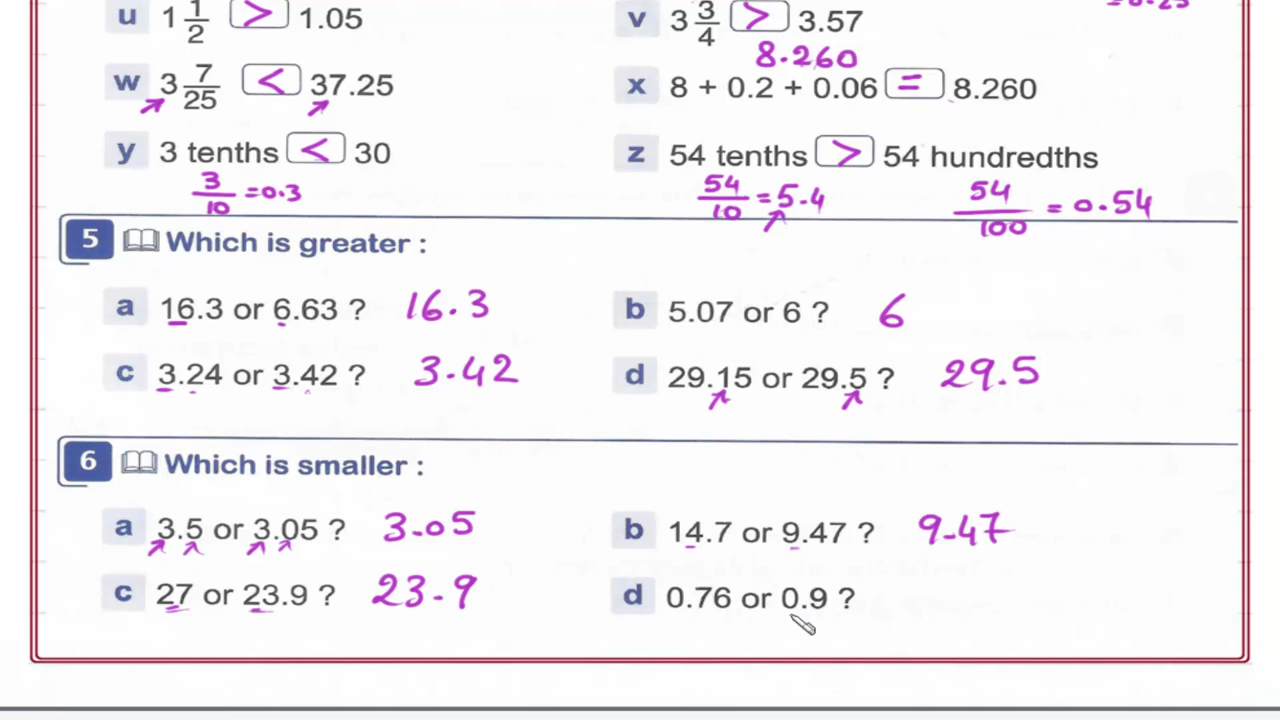 u 1 1/2 > 1.05
v 3 3/4 > 3.57
8.260
w 3 7/25 < 37.25
x 8 + 0.2 + 0.06 = 8.260
y 3 tenths < 30
z 54 tenths > 54 hundredths
3/10 =0.3
54/10 =5.4
54/100 = 0.54
5 Which is greater :
a 16.3 or 6.63 ? 16.3
b 5.07 or 6 ? 6
c 3.24 or 3.42 ? 3.42
d 29.15 or 29.5 ? 29.5
6 Which is smaller :
a 3.5 or 3.05 ? 3.05
b 14.7 or 9.47 ? 9.47
c 27 or 23.9 ? 23.9
d 0.76 or 0.9 ?